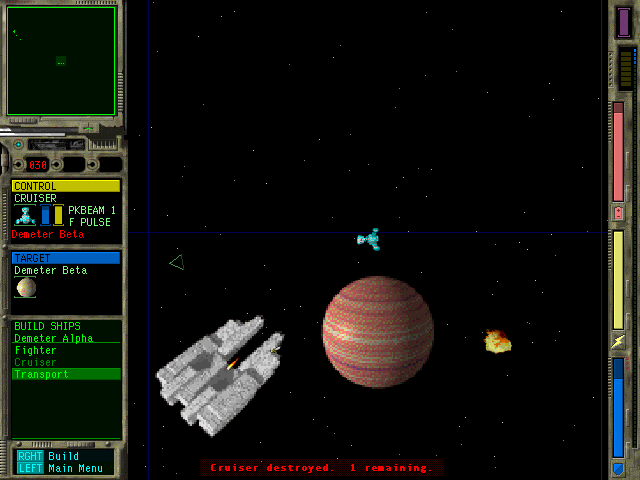 030
CONTROL
CRUISER
PKBEAM 1
F PULSE
Demeter Beta
TARGET
Demeter Beta
BUILD SHIPS
Demeter Alpha
Fighter
Cruiser
Transport
RGHT Build
LEFT Main Menu
Cruiser destroyed. 1 remaining.